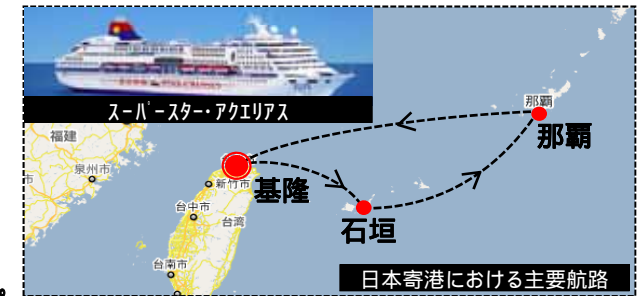 スーパースター・アクエリアス
那覇
那覇
福建
泉州市
新竹市
基隆
台中市
台湾
石垣
台南市
日本寄港における主要航路